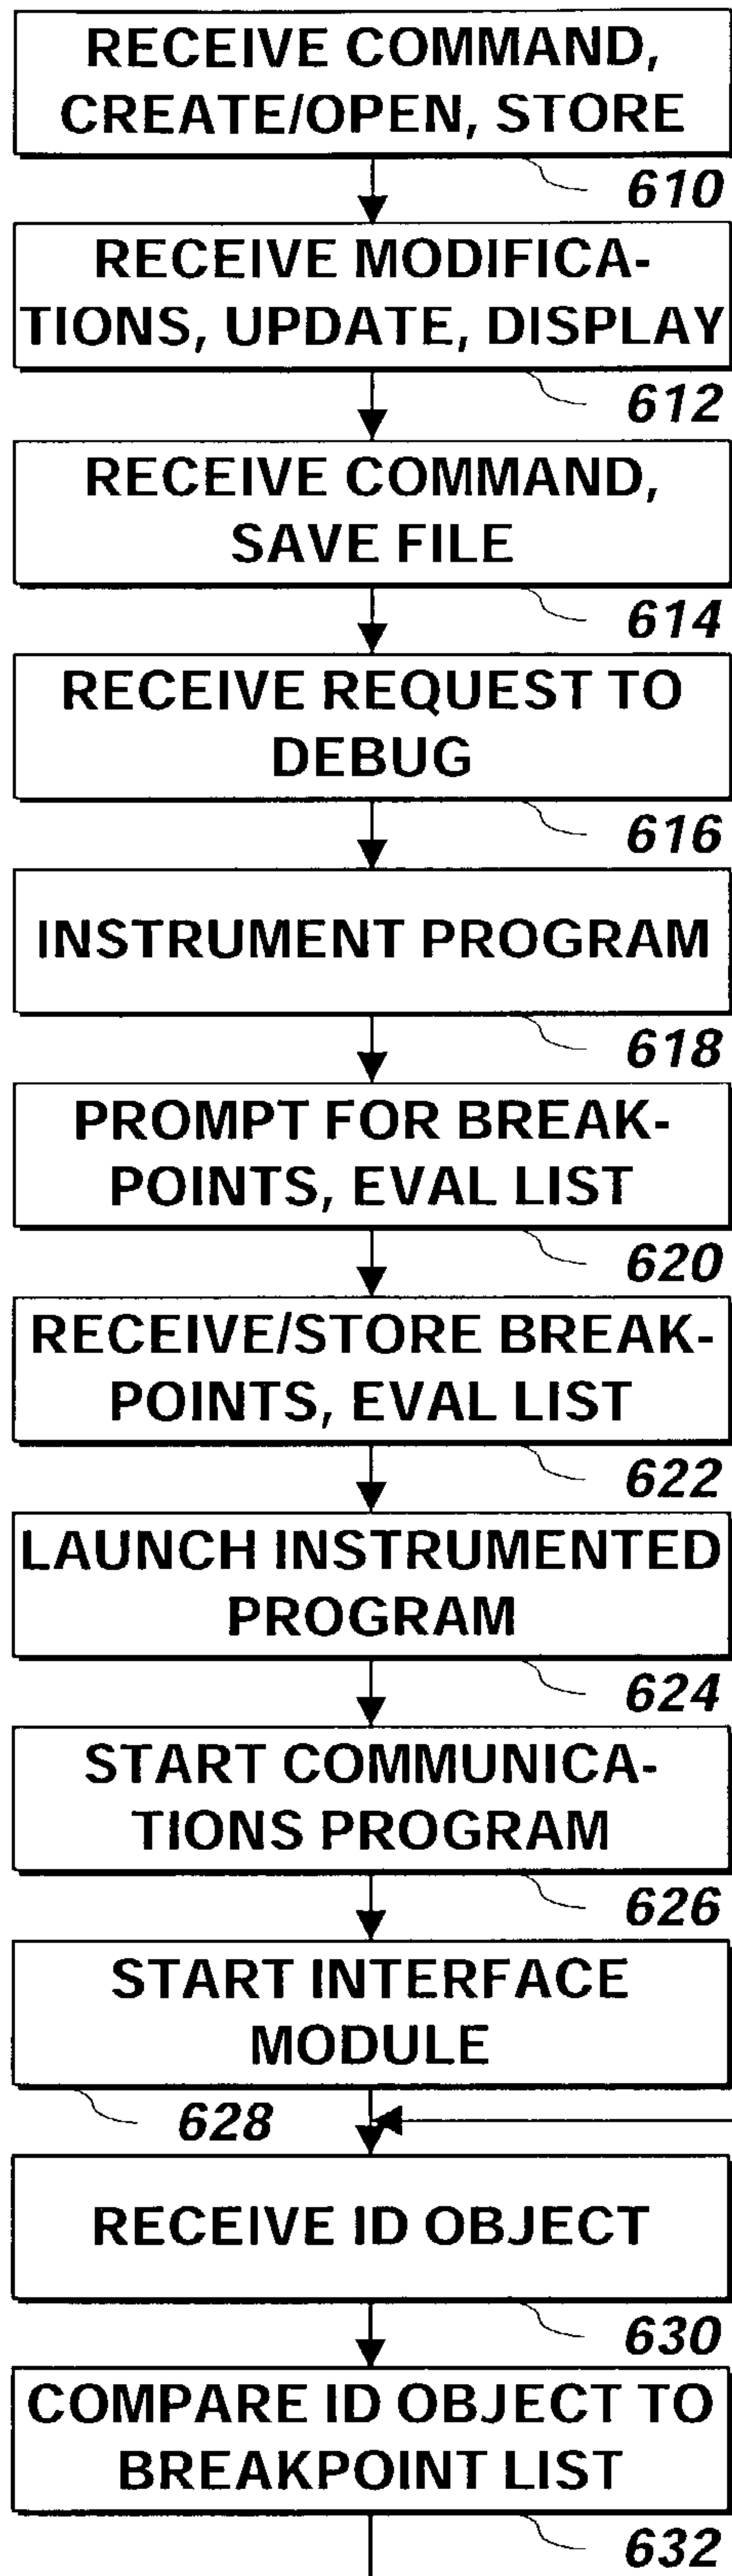 RECEIVE COMMAND,
CREATE/OPEN, STORE
610
RECEIVE MODIFICA-
TIONS, UPDATE, DISPLAY
612
RECEIVE COMMAND,
SAVE FILE
614
RECEIVE REQUEST TO
DEBUG
616
INSTRUMENT PROGRAM
618
PROMPT FOR BREAK-
POINTS, EVAL LIST
620
RECEIVE/STORE BREAK-
POINTS, EVAL LIST
622
LAUNCH INSTRUMENTED
PROGRAM
624
START COMMUNICA-
TIONS PROGRAM
626
START INTERFACE
MODULE
628
RECEIVE ID OBJECT
630
COMPARE ID OBJECT TO
BREAKPOINT LIST
632